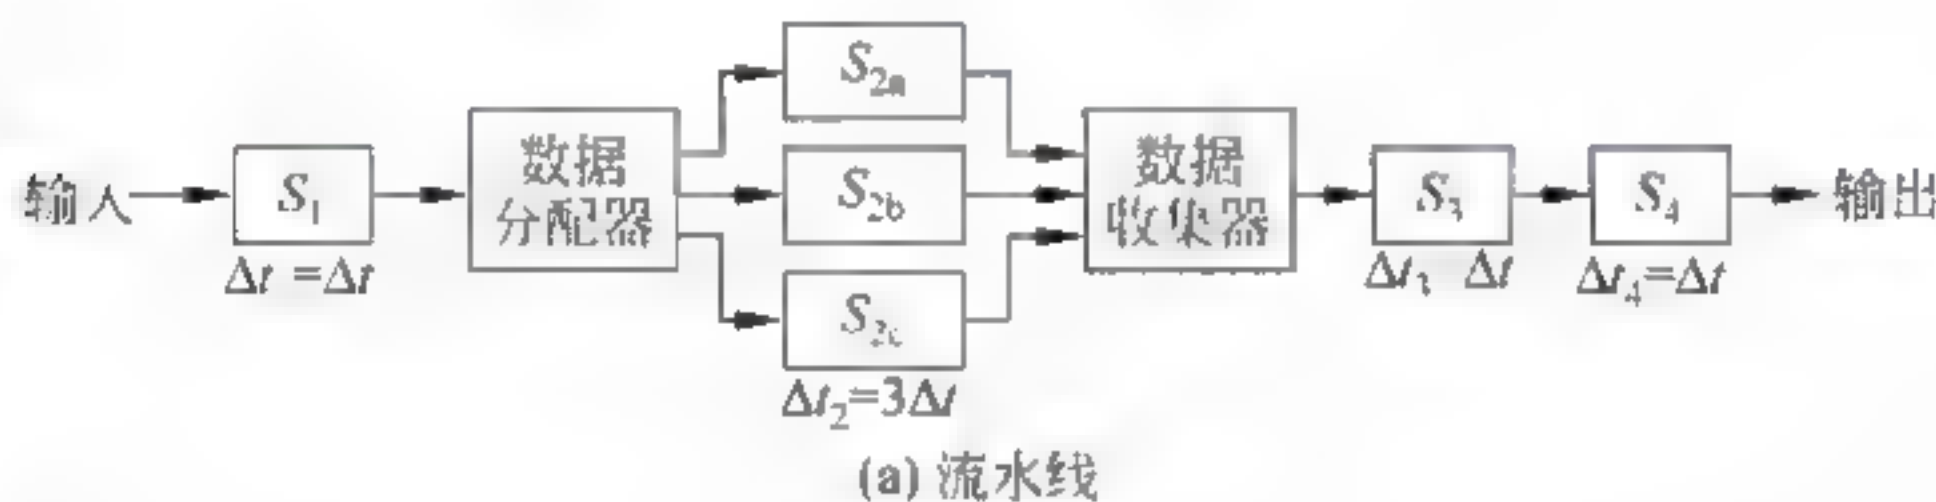 输入
S₁
Δt =Δt
数据
分配器
S₂ₐ
S₂b
S₂c
Δt₂=3Δt
数据
收集器
S₃
Δt₃ Δt
S₄
Δt₄=Δt
输出
(a) 流水线